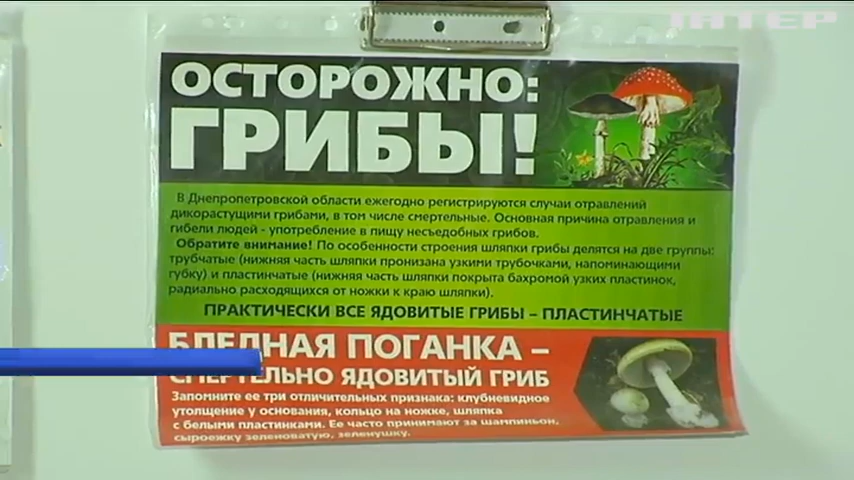 ІНТЕР
ОСТОРОЖНО:
ГРИБЫ!
В Днепропетровской области ежегодно регистрируются случаи отравлений
дикорастущими грибами, в том числе смертельные. Основная причина отравления и
гибели людей - употребление в пищу несъедобных грибов.
Обратите внимание! По особенности строения шляпки грибы делятся на две группы:
трубчатые (нижняя часть шляпки пронизана узкими трубочками, напоминающими
губку) и пластинчатые (нижняя часть шляпки покрыта бахромой узких пластинок,
радиально расходящихся от ножки к краю шляпки).
ПРАКТИЧЕСКИ ВСЕ ЯДОВИТЫЕ ГРИБЫ – ПЛАСТИНЧАТЫЕ
БЛЕДНАЯ ПОГАНКА –
СМЕРТЕЛЬНО ЯДОВИТЫЙ ГРИБ
Запомните ее три отличительных признака: клубневидное
утолщение у основания, кольцо на ножке, шляпка
с белыми пластинками. Ее часто принимают за шампиньон,
сыроежку зеленоватую, зеленушку.